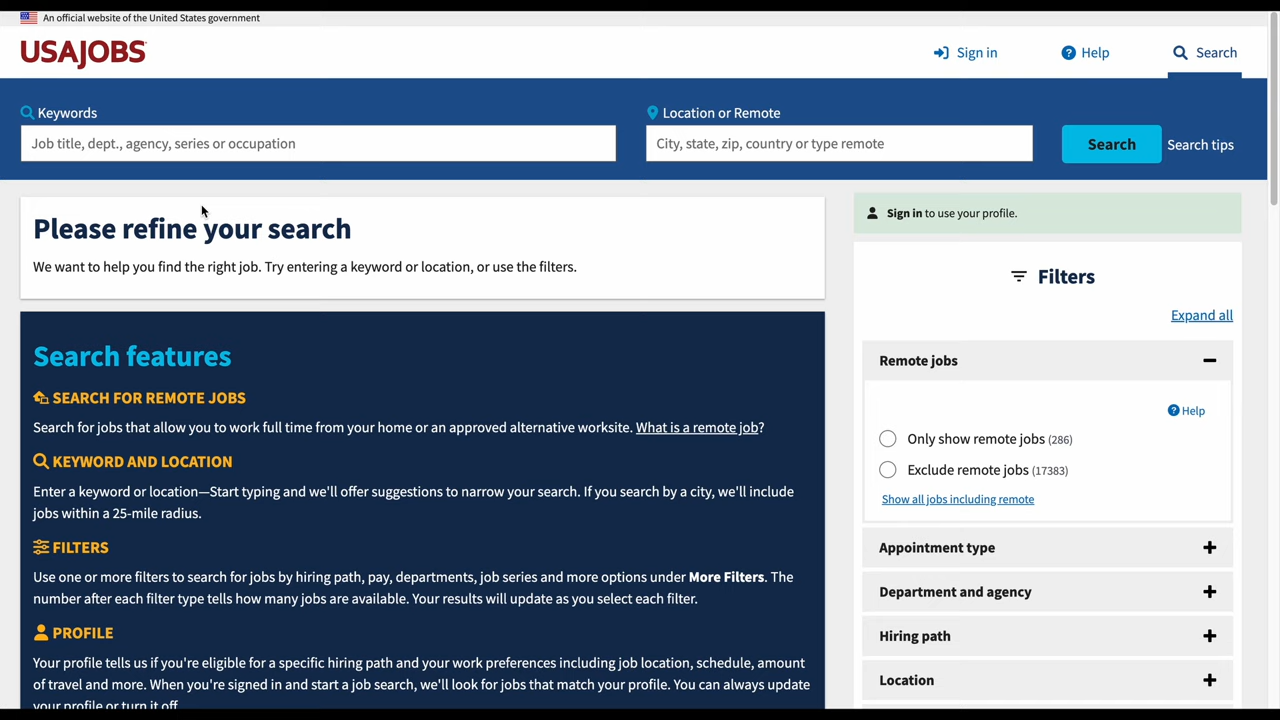 An official website of the United States government
USAJOBS
Sign in
Help
Search
Keywords
Location or Remote
Job title, dept., agency, series or occupation
City, state, zip, country or type remote
Search
Search tips
Please refine your search
We want to help you find the right job. Try entering a keyword or location, or use the filters.
Search features
SEARCH FOR REMOTE JOBS
Search for jobs that allow you to work full time from your home or an approved alternative worksite. What is a remote job?
KEYWORD AND LOCATION
Enter a keyword or location—Start typing and we'll offer suggestions to narrow your search. If you search by a city, we'll include
jobs within a 25-mile radius.
FILTERS
Use one or more filters to search for jobs by hiring path, pay, departments, job series and more options under More Filters. The
number after each filter type tells how many jobs are available. Your results will update as you select each filter.
PROFILE
Your profile tells us if you're eligible for a specific hiring path and your work preferences including job location, schedule, amount
of travel and more. When you're signed in and start a job search, we'll look for jobs that match your profile. You can always update
your profile or turn it off
Sign in to use your profile.
Filters
Expand all
Remote jobs
Help
Only show remote jobs (286)
Exclude remote jobs (17383)
Show all jobs including remote
Appointment type
Department and agency
Hiring path
Location